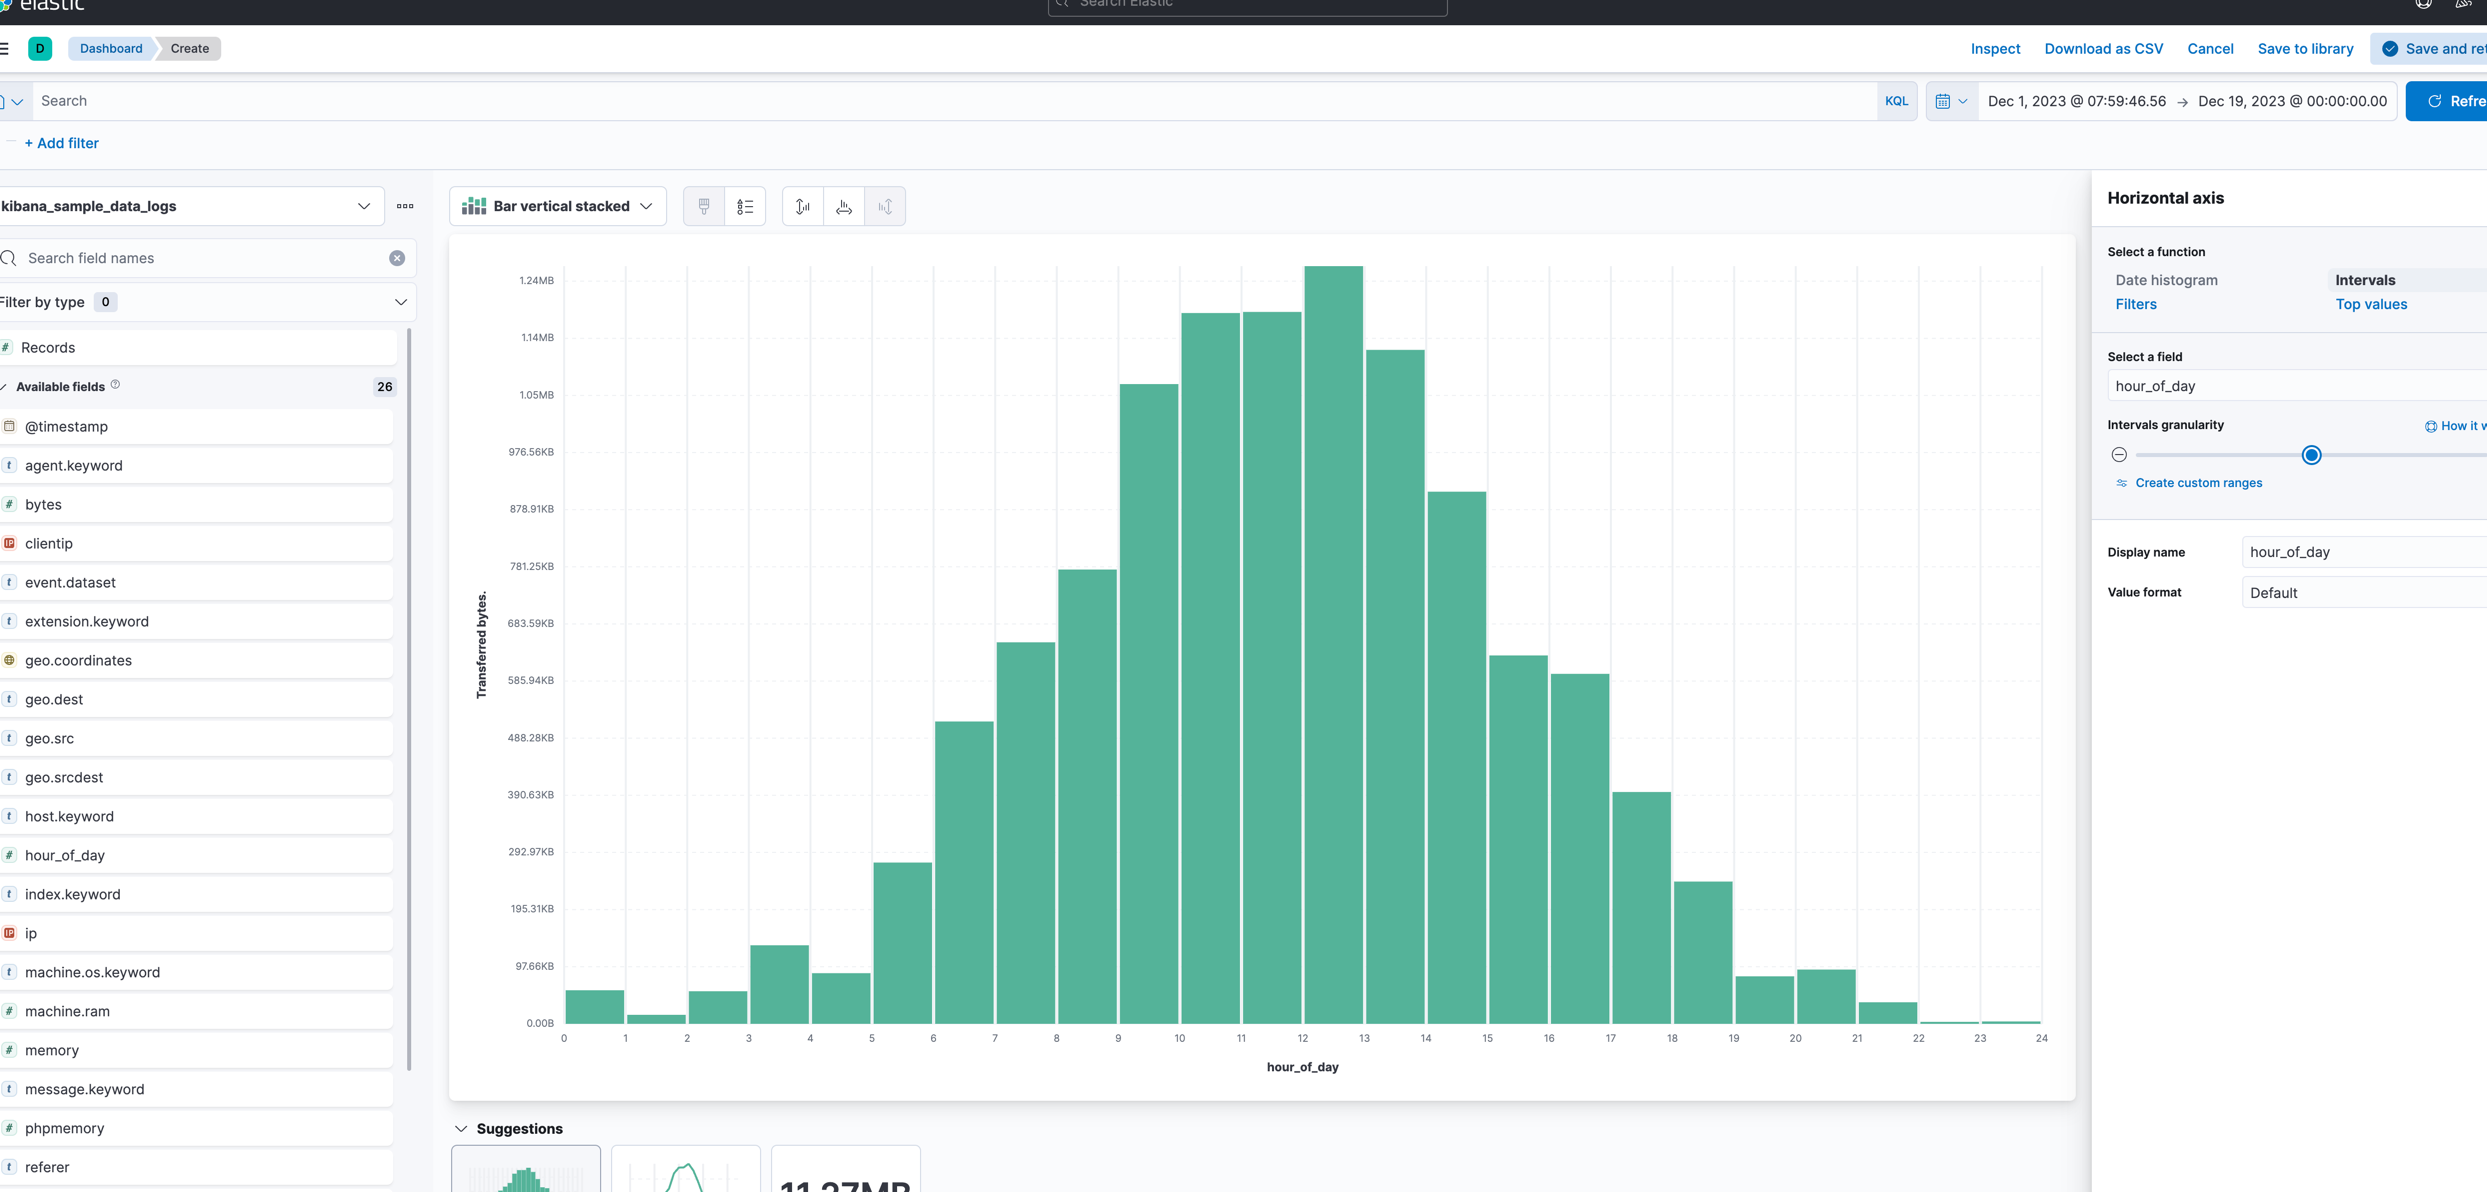 elastic
Search Elastic
D
Dashboard
Create
Inspect
Download as CSV
Cancel
Save to library
Save and ret
Search
KQL
Dec 1, 2023 @ 07:59:46.56 → Dec 19, 2023 @ 00:00:00.00
Refre
+ Add filter
kibana_sample_data_logs
Search field names
Filter by type 0
# Records
Available fields 26
@timestamp
t agent.keyword
# bytes
IP clientip
t event.dataset
t extension.keyword
geo.coordinates
t geo.dest
t geo.src
t geo.srcdest
t host.keyword
# hour_of_day
t index.keyword
IP ip
t machine.os.keyword
# machine.ram
# memory
t message.keyword
# phpmemory
t referer
Bar vertical stacked
Transferred bytes.
1.24MB
1.14MB
1.05MB
976.56KB
878.91KB
781.25KB
683.59KB
585.94KB
488.28KB
390.63KB
292.97KB
195.31KB
97.66KB
0.00B
0 1 2 3 4 5 6 7 8 9 10 11 12 13 14 15 16 17 18 19 20 21 22 23 24
hour_of_day
Suggestions
11.37MB
Horizontal axis
Select a function
Date histogram
Intervals
Filters
Top values
Select a field
hour_of_day
Intervals granularity
How it w
Create custom ranges
Display name
hour_of_day
Value format
Default